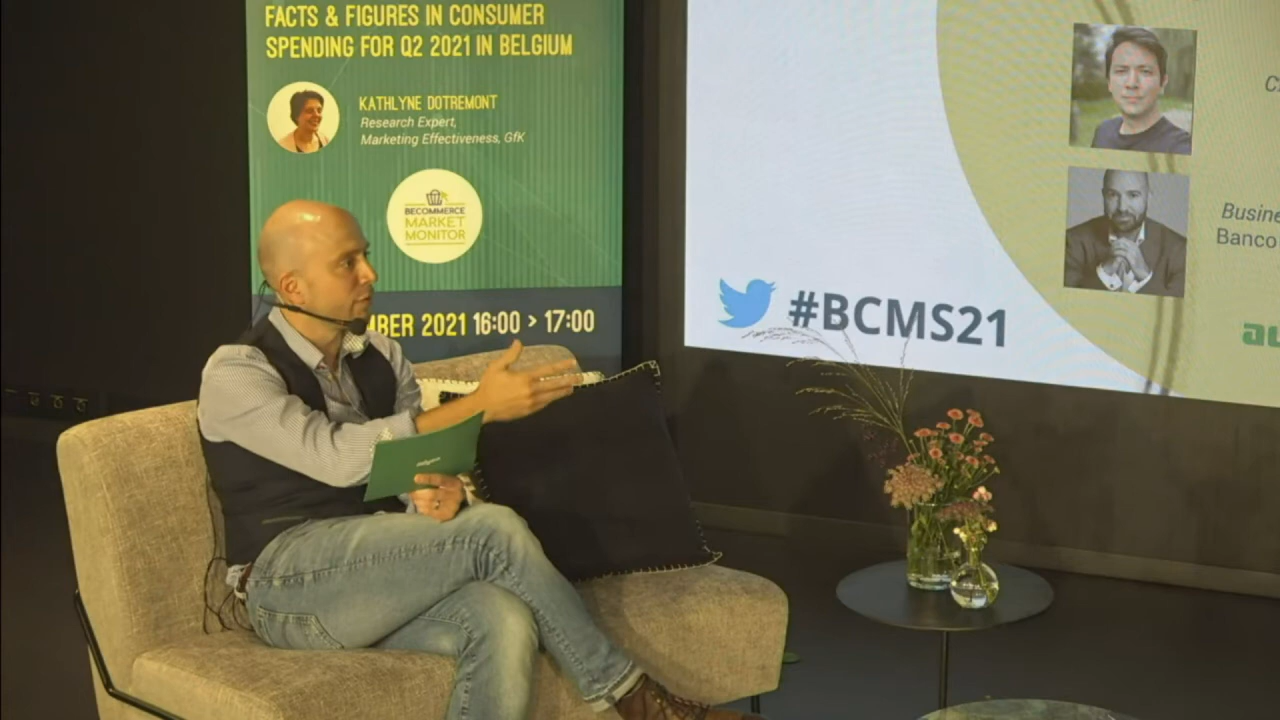 FACTS & FIGURES IN CONSUMER
SPENDING FOR Q2 2021 IN BELGIUM
KATHLYNE DOTREMONT
Research Expert,
Marketing Effectiveness, GfK
BECOMMERCE
MARKET
MONITOR
MBER 2021 16:00 > 17:00
#BCMS21
Busine
Banco